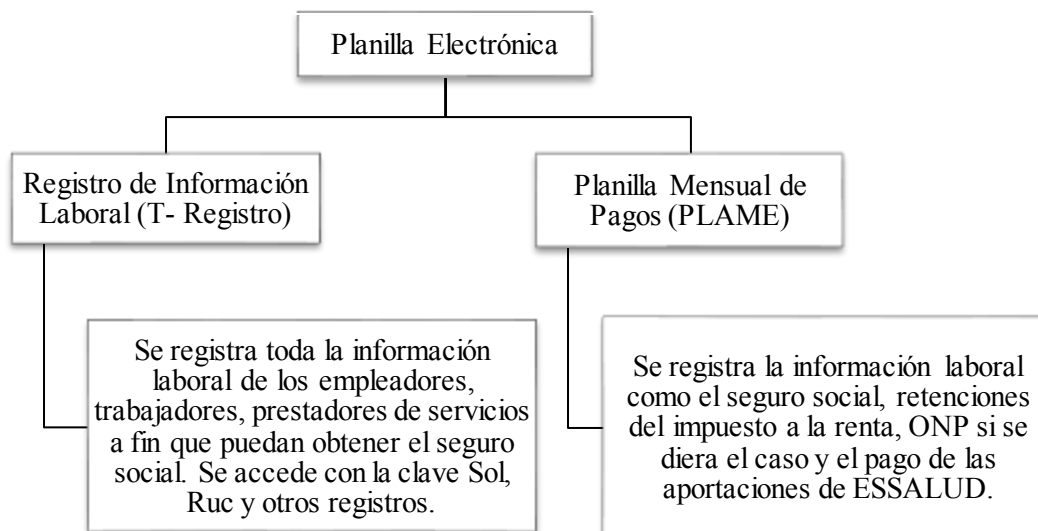 Planilla Electrónica
Registro de Información
Laboral (T- Registro)
Planilla Mensual de
Pagos (PLAME)
Se registra toda la información
laboral de los empleadores,
trabajadores, prestadores de servicios
a fin que puedan obtener el seguro
social. Se accede con la clave Sol,
Ruc y otros registros.
Se registra la información laboral
como el seguro social, retenciones
del impuesto a la renta, ONP si se
diera el caso y el pago de las
aportaciones de ESSALUD.